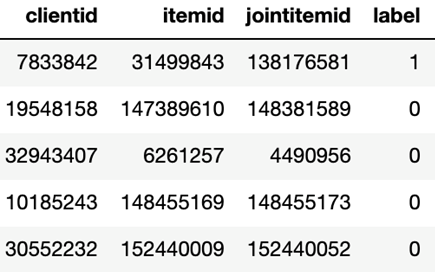 clientid itemid jointitemid label
7833842 31499843 138176581 1
19548158 147389610 148381589 0
32943407 6261257 4490956 0
10185243 148455169 148455173 0
30552232 152440009 152440052 0